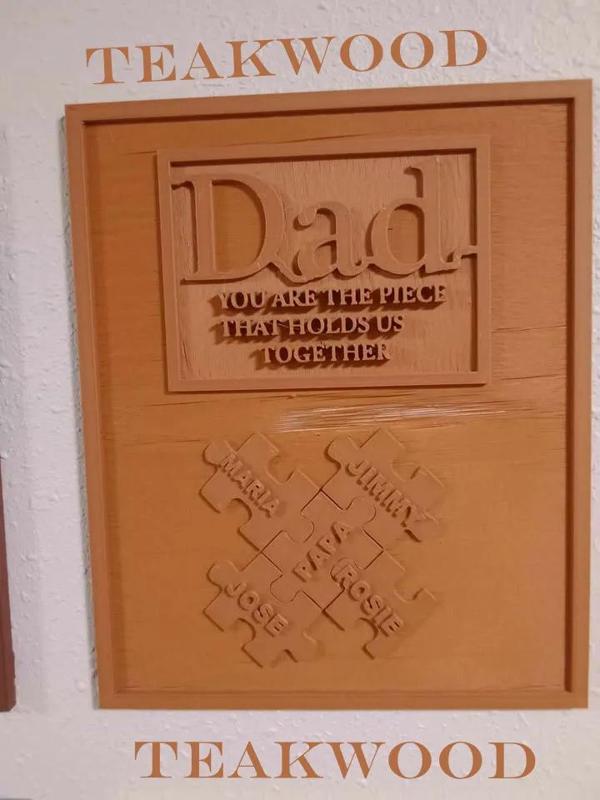 TEAKWOOD
Dad
YOU ARE THE PIECE
THAT HOLDS US
TOGETHER
MARIA
JIMMY
PAPA
JOSE
ROSIE
TEAKWOOD